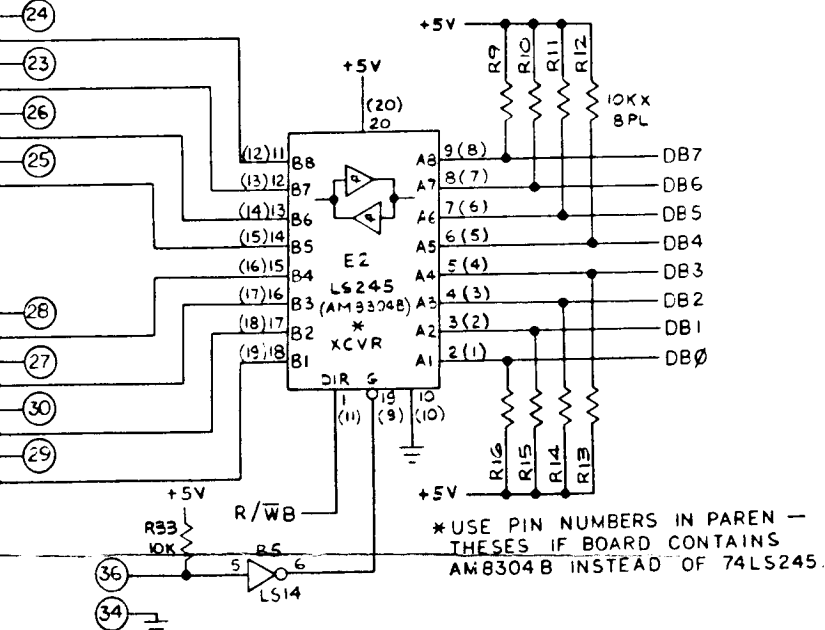 24
23
26
25
28
27
30
29
36
34
+5V
(20)
20
(12) 11 B8
(13) 12 B7
(14) 13 B6
(15) 14 B5
(16) 15 B4
(17) 16 B3
(18) 17 B2
(19) 18 B1
E2
LS245
(AM8304B)
*
XCVR
DIR G
1 19 10
(11) (9) (10)
A8 9 (8) DB7
A7 8 (7) DB6
A6 7 (6) DB5
A5 6 (5) DB4
A4 5 (4) DB3
A3 4 (3) DB2
A2 3 (2) DB1
A1 2 (1) DBØ
+5V
R9 R10 R11 R12
10K X
8 PL
R16 R15 R14 R13
+5V
R/W̅B
+5V
R33
10K
5 6
LS14
* USE PIN NUMBERS IN PAREN –
THESES IF BOARD CONTAINS
AM8304B INSTEAD OF 74LS245.